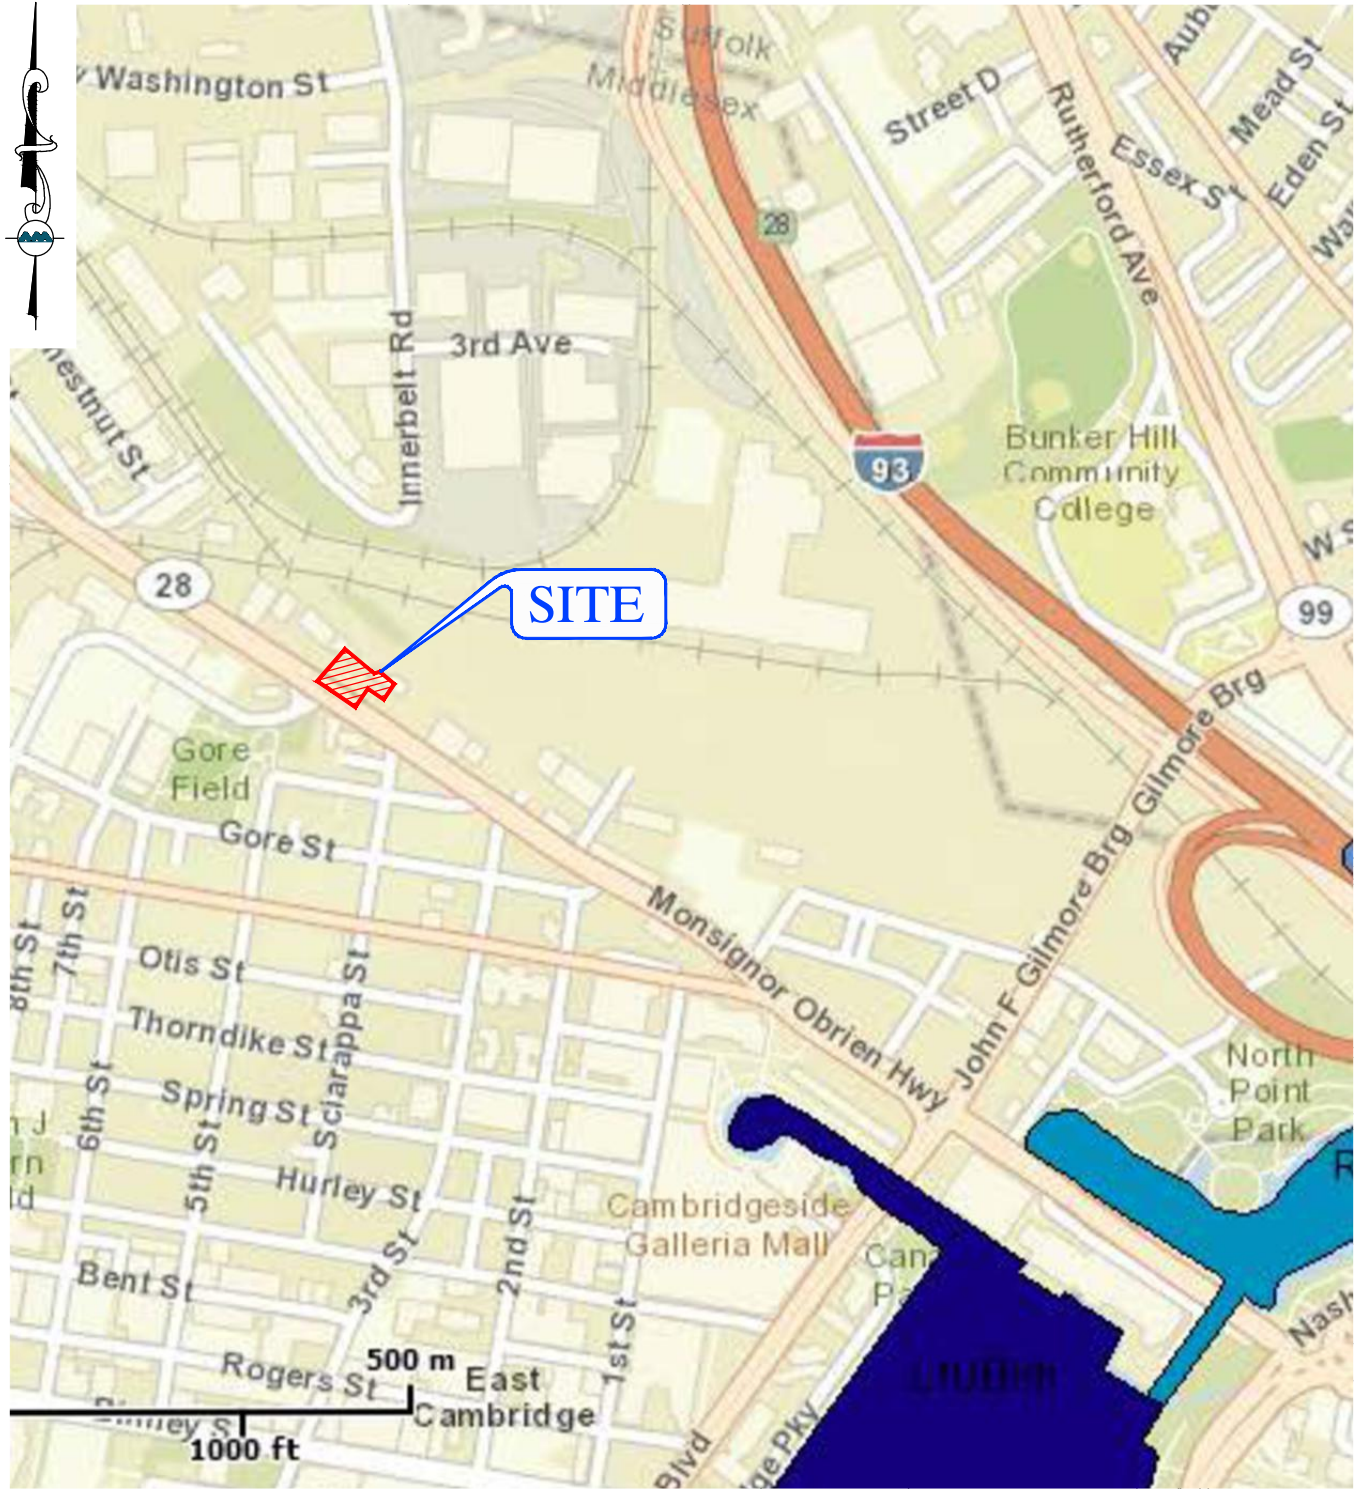 Suffolk
Middlesex
Washington St
Street D
Mead St
Eden St
Essex St
Rutherford Ave
28
Innerbelt Rd
3rd Ave
93
Bunker Hill
Community
College
28
SITE
99
Gilmore Brg
Gore
Field
Gore St
Monsignor Obrien Hwy
John F Gilmore Brg
8th St
7th St
Otis St
Thorndike St
Sciarappa St
Spring St
6th St
5th St
Hurley St
North
Point
Park
Cambridgeside
Galleria Mall
Bent St
3rd St
2nd St
1st St
Rogers St
500 m
East
Cambridge
1000 ft
Blvd
Pky